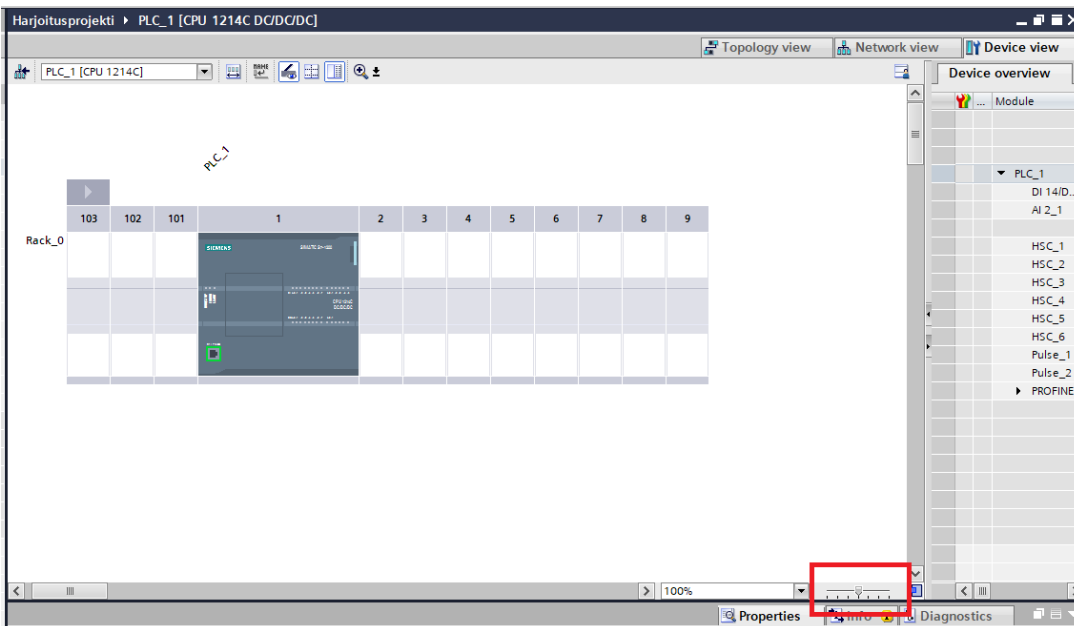 Harjoitusprojekti ▸ PLC_1 [CPU 1214C DC/DC/DC]
Topology view Network view Device view
PLC_1 [CPU 1214C]
Device overview
... Module
PLC_1
103 102 101 1 2 3 4 5 6 7 8 9
Rack_0
SIEMENS
PLC_1
DI 14/D...
AI 2_1
HSC_1
HSC_2
HSC_3
HSC_4
HSC_5
HSC_6
Pulse_1
Pulse_2
PROFINE
100%
Properties Info Diagnostics